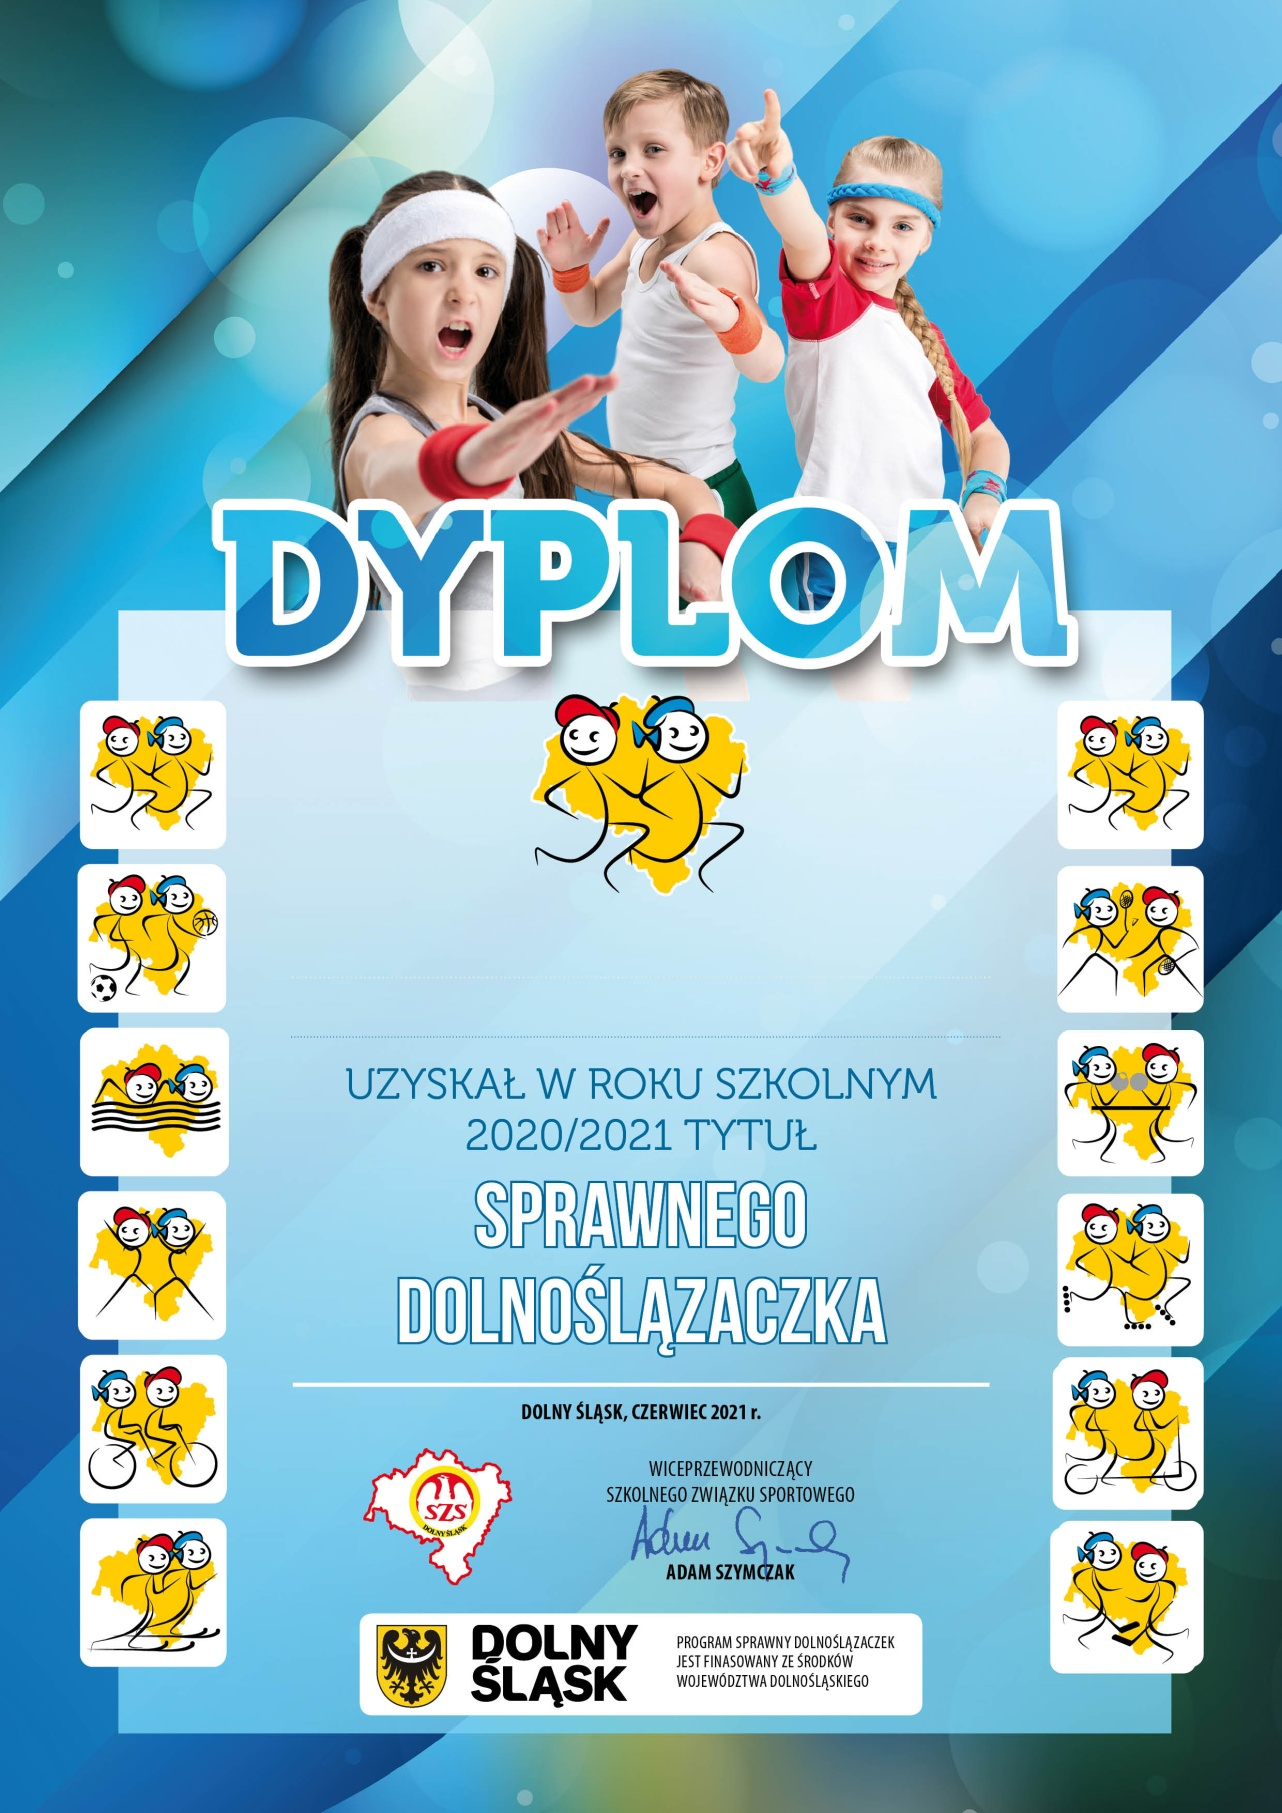 DYPLOM
UZYSKAŁ W ROKU SZKOLNYM
2020/2021 TYTUŁ
SPRAWNEGO
DOLNOŚLĄZACZKA
DOLNY ŚLĄSK, CZERWIEC 2021 r.
SZS
DOLNY ŚLĄSK
WICEPRZEWODNICZĄCY
SZKOLNEGO ZWIĄZKU SPORTOWEGO
ADAM SZYMCZAK
DOLNY
ŚLĄSK
PROGRAM SPRAWNY DOLNOŚLĄZACZEK
JEST FINASOWANY ZE ŚRODKÓW
WOJEWÓDZTWA DOLNOŚLĄSKIEGO